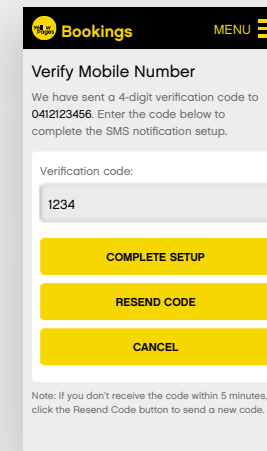 Yellow
Pages
Bookings
MENU
Verify Mobile Number
We have sent a 4-digit verification code to
0412123456. Enter the code below to
complete the SMS notification setup.
Verification code:
1234
COMPLETE SETUP
RESEND CODE
CANCEL
Note: If you don't receive the code within 5 minutes,
click the Resend Code button to send a new code.